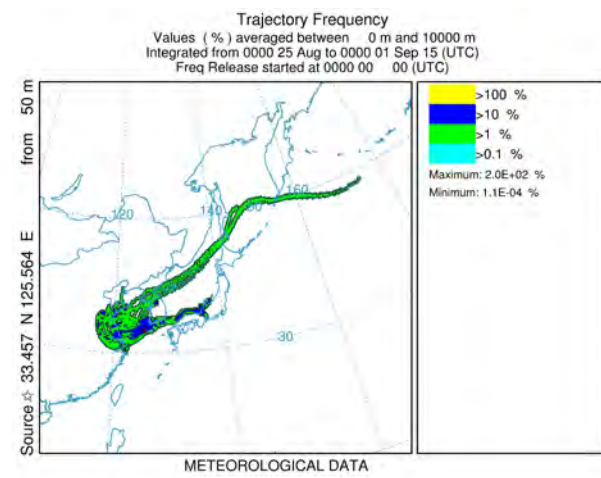 Trajectory Frequency
Values ( % ) averaged between 0 m and 10000 m
Integrated from 0000 25 Aug to 0000 01 Sep 15 (UTC)
Freq Release started at 0000 00 00 (UTC)
Source ☆ 33.457 N 125.564 E from 50 m
120
140
160
30
>100 %
>10 %
>1 %
>0.1 %
Maximum: 2.0E+02 %
Minimum: 1.1E-04 %
METEOROLOGICAL DATA